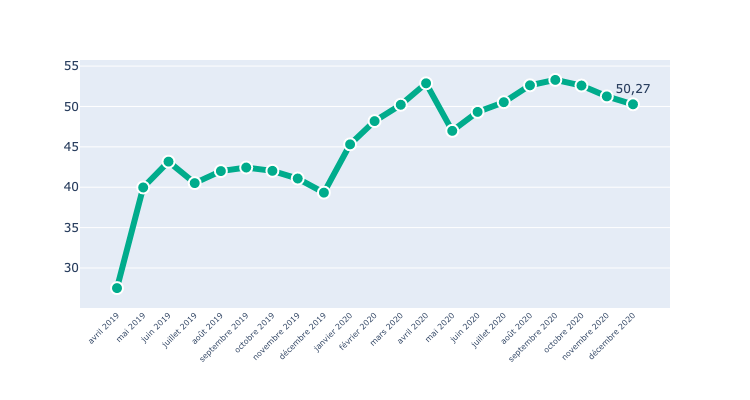 55
50
45
40
35
30
50,27
avril 2019
mai 2019
juin 2019
juillet 2019
août 2019
septembre 2019
octobre 2019
novembre 2019
décembre 2019
janvier 2020
février 2020
mars 2020
avril 2020
mai 2020
juin 2020
juillet 2020
août 2020
septembre 2020
octobre 2020
novembre 2020
décembre 2020